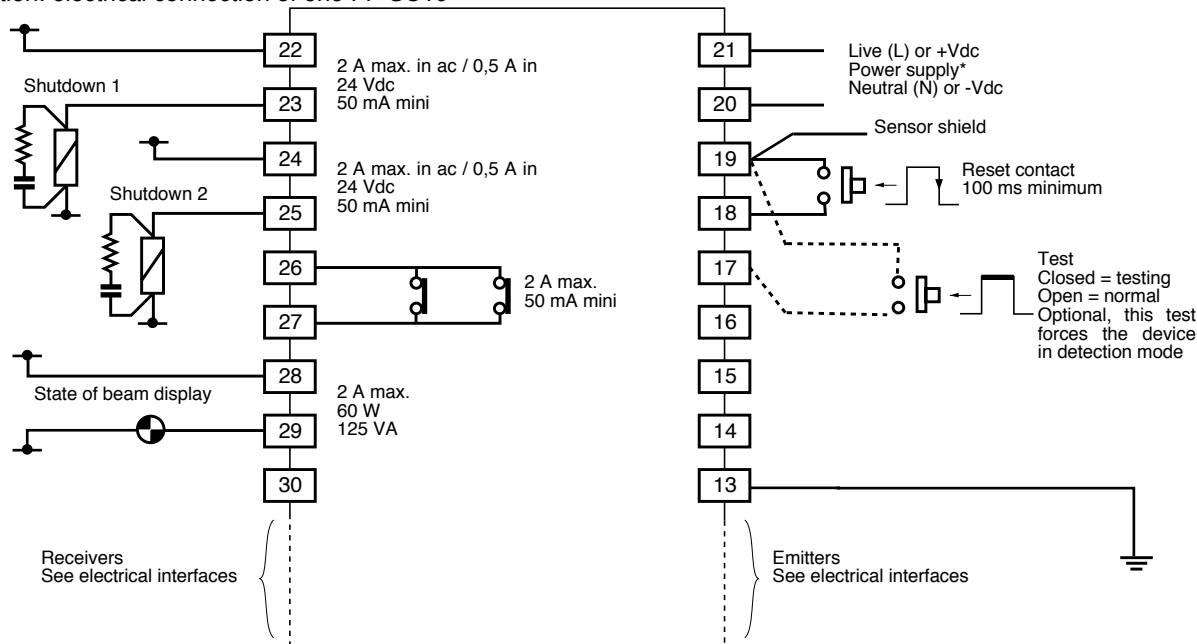 22
2 A max. in ac / 0,5 A in
24 Vdc
50 mA mini
Shutdown 1
23
24
2 A max. in ac / 0,5 A in
24 Vdc
50 mA mini
Shutdown 2
25
26
2 A max.
50 mA mini
27
28
State of beam display
2 A max.
60 W
125 VA
29
30
Receivers
See electrical interfaces
21
Live (L) or +Vdc
Power supply*
Neutral (N) or -Vdc
20
Sensor shield
19
Reset contact
100 ms minimum
18
17
Test
Closed = testing
Open = normal
Optional, this test
forces the device
in detection mode
16
15
14
13
Emitters
See electrical interfaces